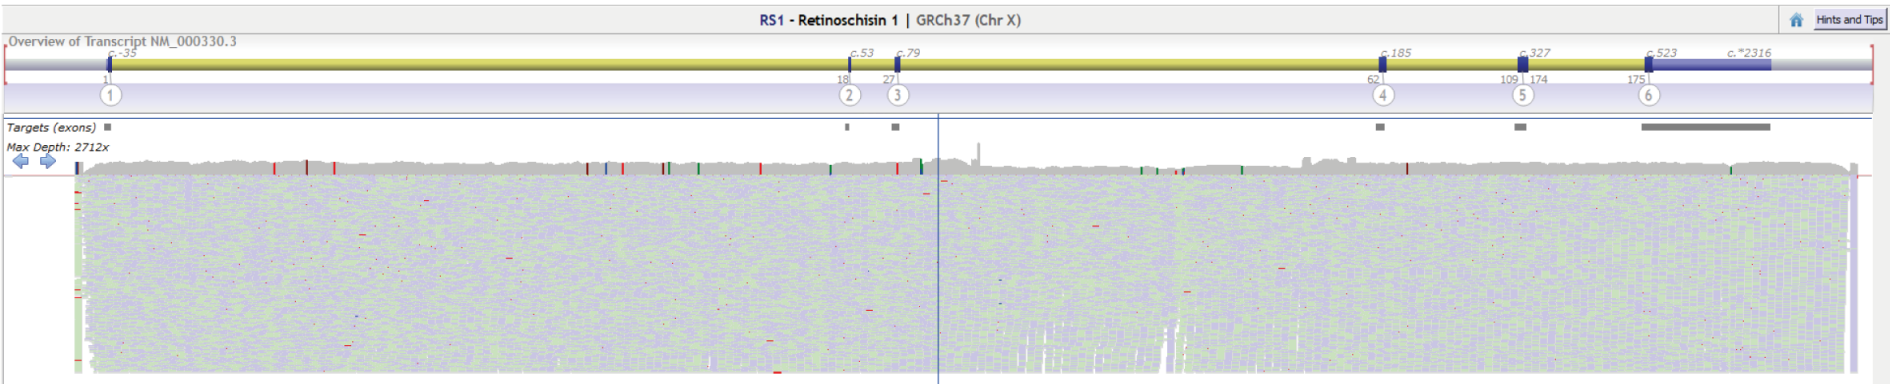 RS1 - Retinoschisin 1 | GRCh37 (Chr X)
Hints and Tips
Overview of Transcript NM_000330.3
c.-35 c.53 c.79 c.185 c.327 c.523 c.*2316
1 18 27 62 109 174 175
1 2 3 4 5 6
Targets (exons)
Max Depth: 2712x